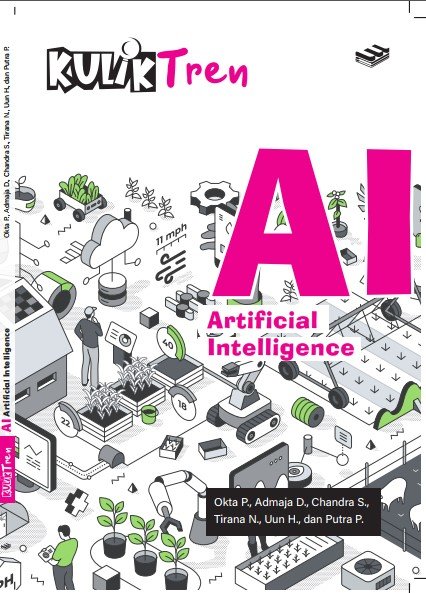 KULIK Tren
AI
Artificial
Intelligence
11 mph
40
18
22
Okta P., Admaja D., Chandra S.,
Tirana N., Uun H., dan Putra P.
Okta P., Admaja D., Chandra S., Tirana N., Uun H., dan Putra P.
AI Artificial Intelligence
KULIK Tren